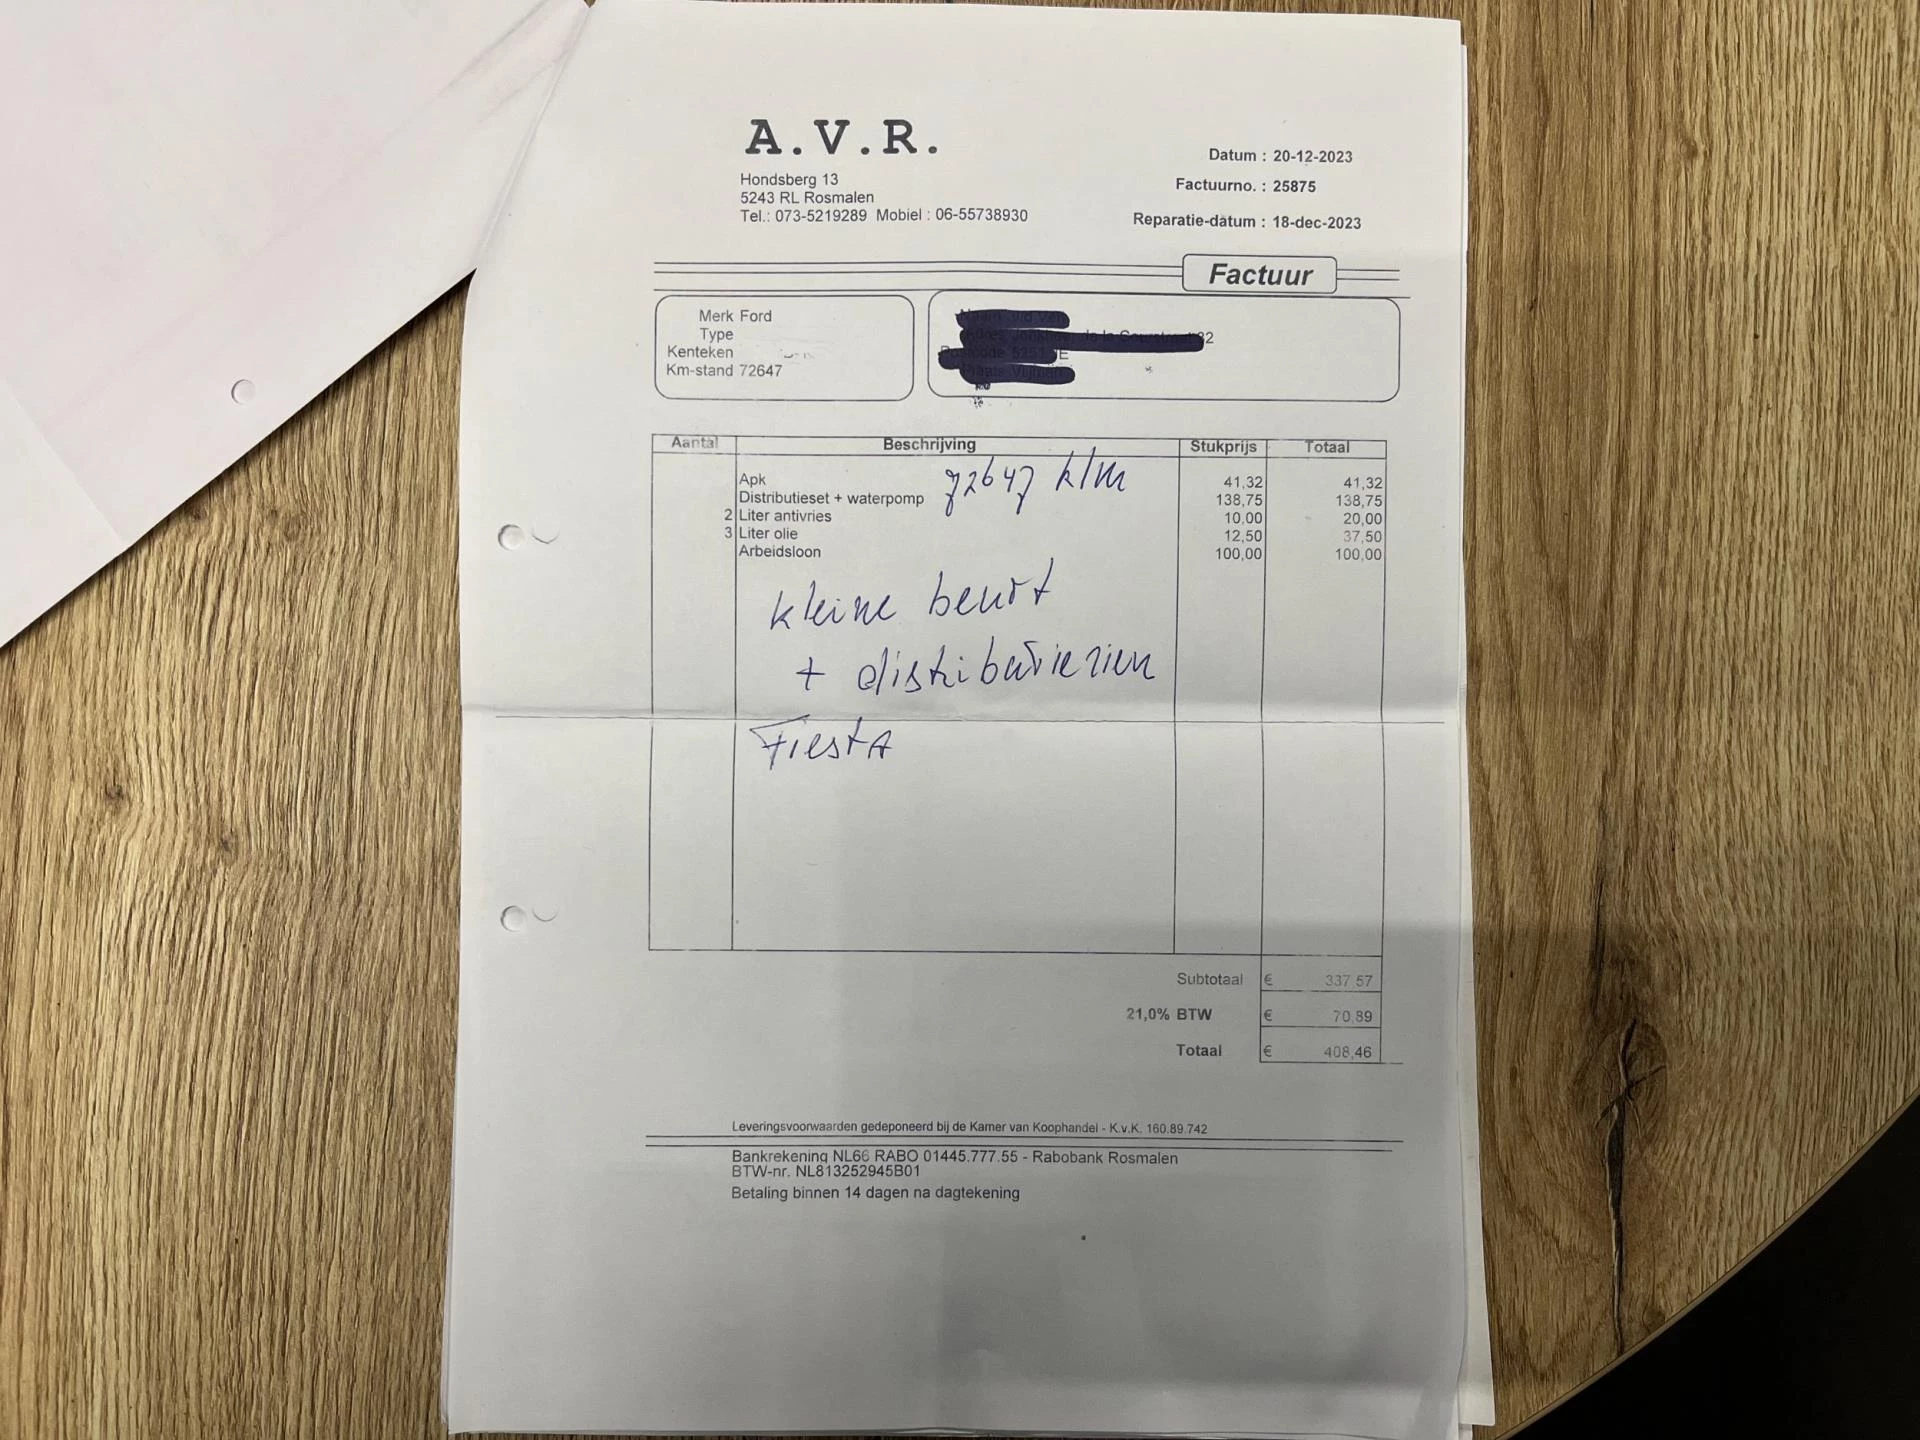 A.V.R.
Hondsberg 13
5243 RL Rosmalen
Tel.: 073-5219289 Mobiel : 06-55738930
Datum : 20-12-2023
Factuurno. : 25875
Reparatie-datum : 18-dec-2023
Factuur
Merk Ford
Type
Kenteken
Km-stand 72647
Aantal Beschrijving Stukprijs Totaal
72647 k/m
Apk 41,32 41,32
Distributieset + waterpomp 138,75 138,75
2 Liter antivries 10,00 20,00
3 Liter olie 12,50 37,50
Arbeidsloon 100,00 100,00
kleine beurt
+ distributierien
Fiesta
Subtotaal € 337,57
21,0% BTW € 70,89
Totaal € 408,46
Leveringsvoorwaarden gedeponeerd bij de Kamer van Koophandel - K.v.K. 160.89.742
Bankrekening NL66 RABO 01445.777.55 - Rabobank Rosmalen
BTW-nr. NL813252945B01
Betaling binnen 14 dagen na dagtekening